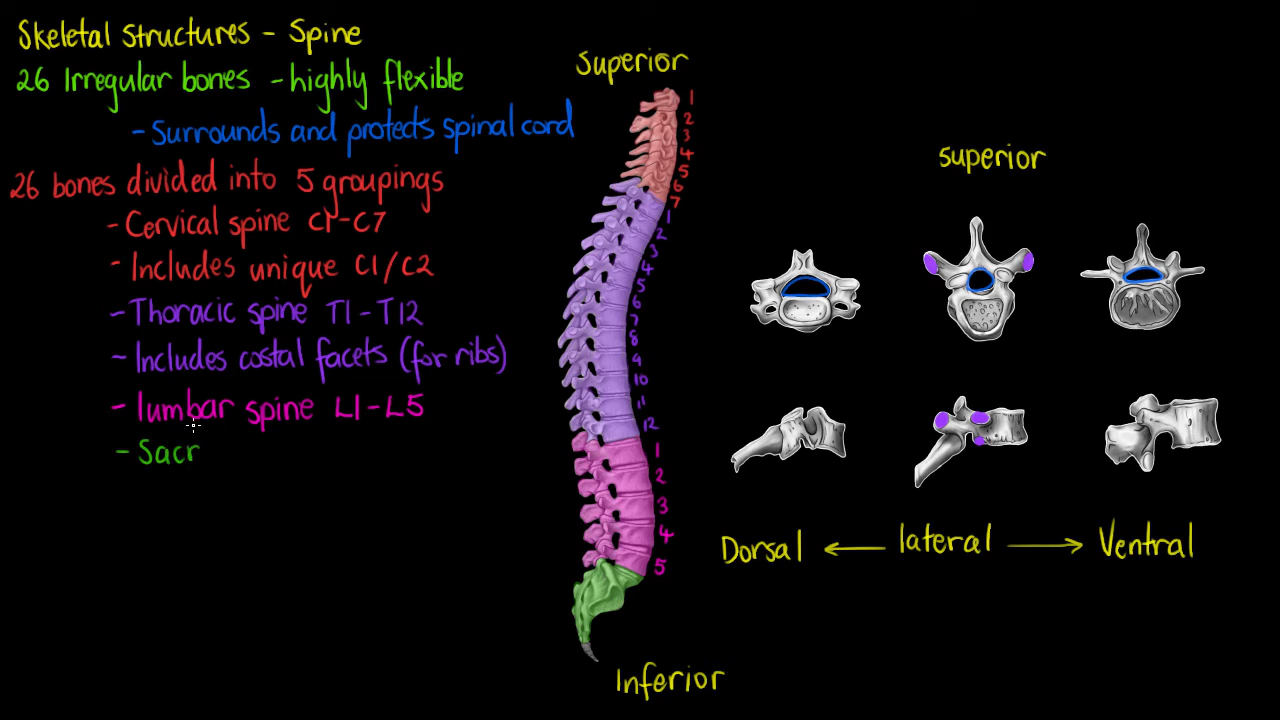 Skeletal Structures - Spine
26 Irregular bones - highly flexible
- Surrounds and protects spinal cord
26 bones divided into 5 groupings
- Cervical spine C1-C7
- Includes unique C1/C2
- Thoracic spine T1-T12
- Includes costal facets (for ribs)
- lumbar spine L1-L5
- Sacr
Superior
1
2
3
4
5
6
7
1
2
3
4
5
6
7
8
9
10
11
12
1
2
3
4
5
Inferior
superior
Dorsal ← lateral → Ventral